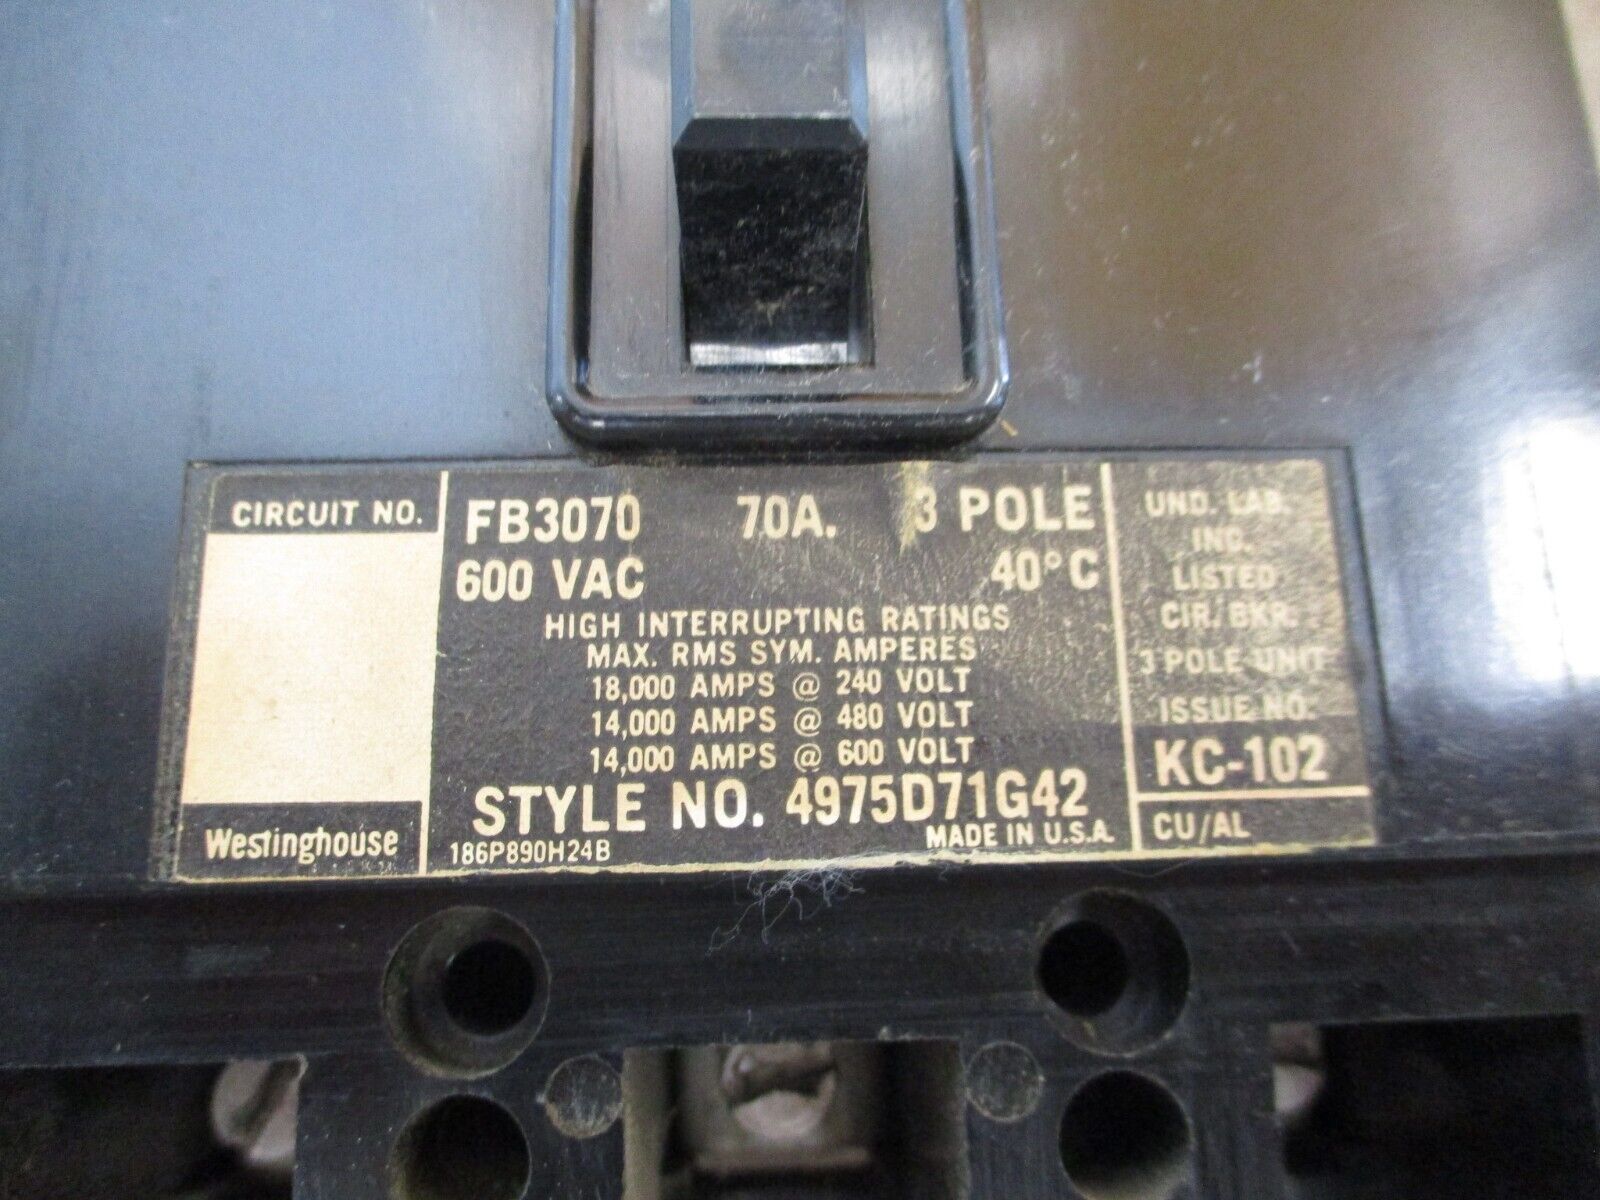 CIRCUIT NO.
FB3070 70A. 3 POLE
600 VAC 40°C
HIGH INTERRUPTING RATINGS
MAX. RMS SYM. AMPERES
18,000 AMPS @ 240 VOLT
14,000 AMPS @ 480 VOLT
14,000 AMPS @ 600 VOLT
STYLE NO. 4975D71G42
186P890H24B MADE IN U.S.A.
Westinghouse
UND. LAB.
INC.
LISTED
CIR. BKR.
3 POLE UNIT
ISSUE NO.
KC-102
CU/AL